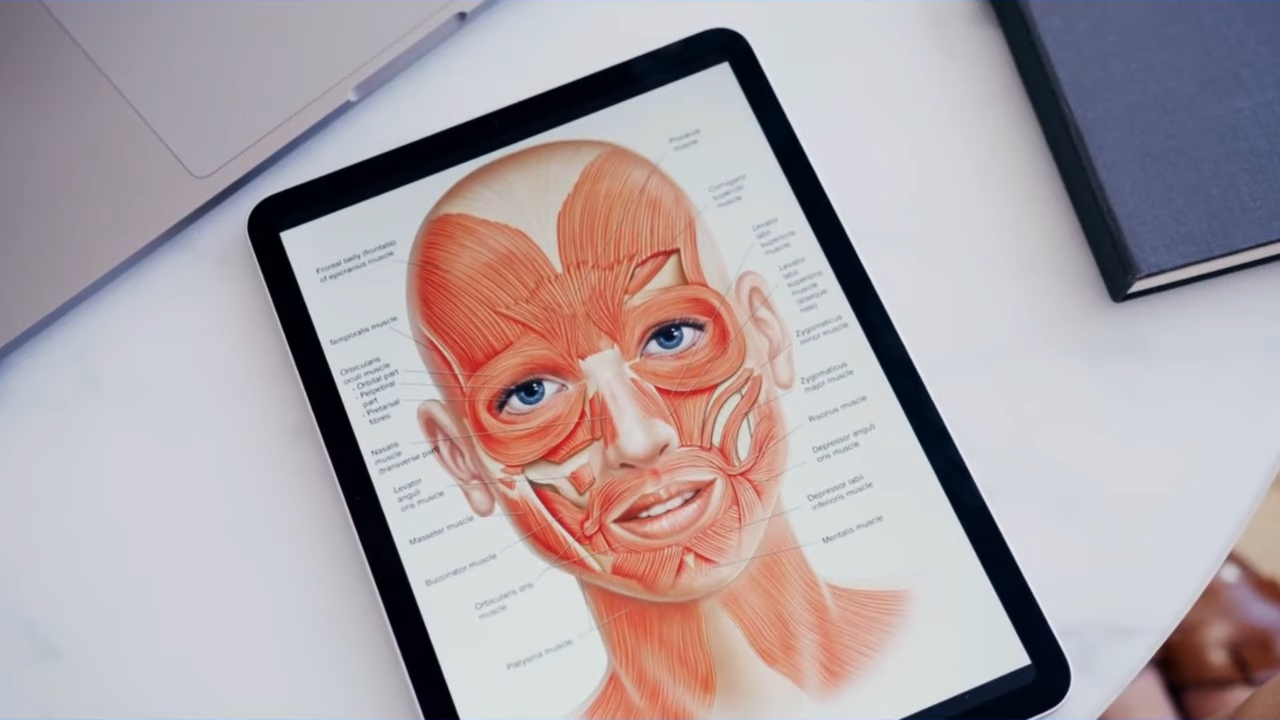 Frontal belly (frontalis)
of epicranius muscle
Temporalis muscle
Orbicularis
oculi muscle
- Orbital part
- Palpebral
part
- Pretarsal
fibres
Nasalis
muscle
(transverse part)
Levator
anguli
oris muscle
Masseter muscle
Buccinator muscle
Orbicularis oris
muscle
Platysma muscle
Procerus
muscle
Corrugator
supercilii
muscle
Levator
labii
superioris
muscle
Levator
labii
superioris
muscle
(alaeque
nasi)
Zygomaticus
minor muscle
Zygomaticus
major muscle
Risorius muscle
Depressor anguli
oris muscle
Depressor labii
inferioris muscle
Mentalis muscle